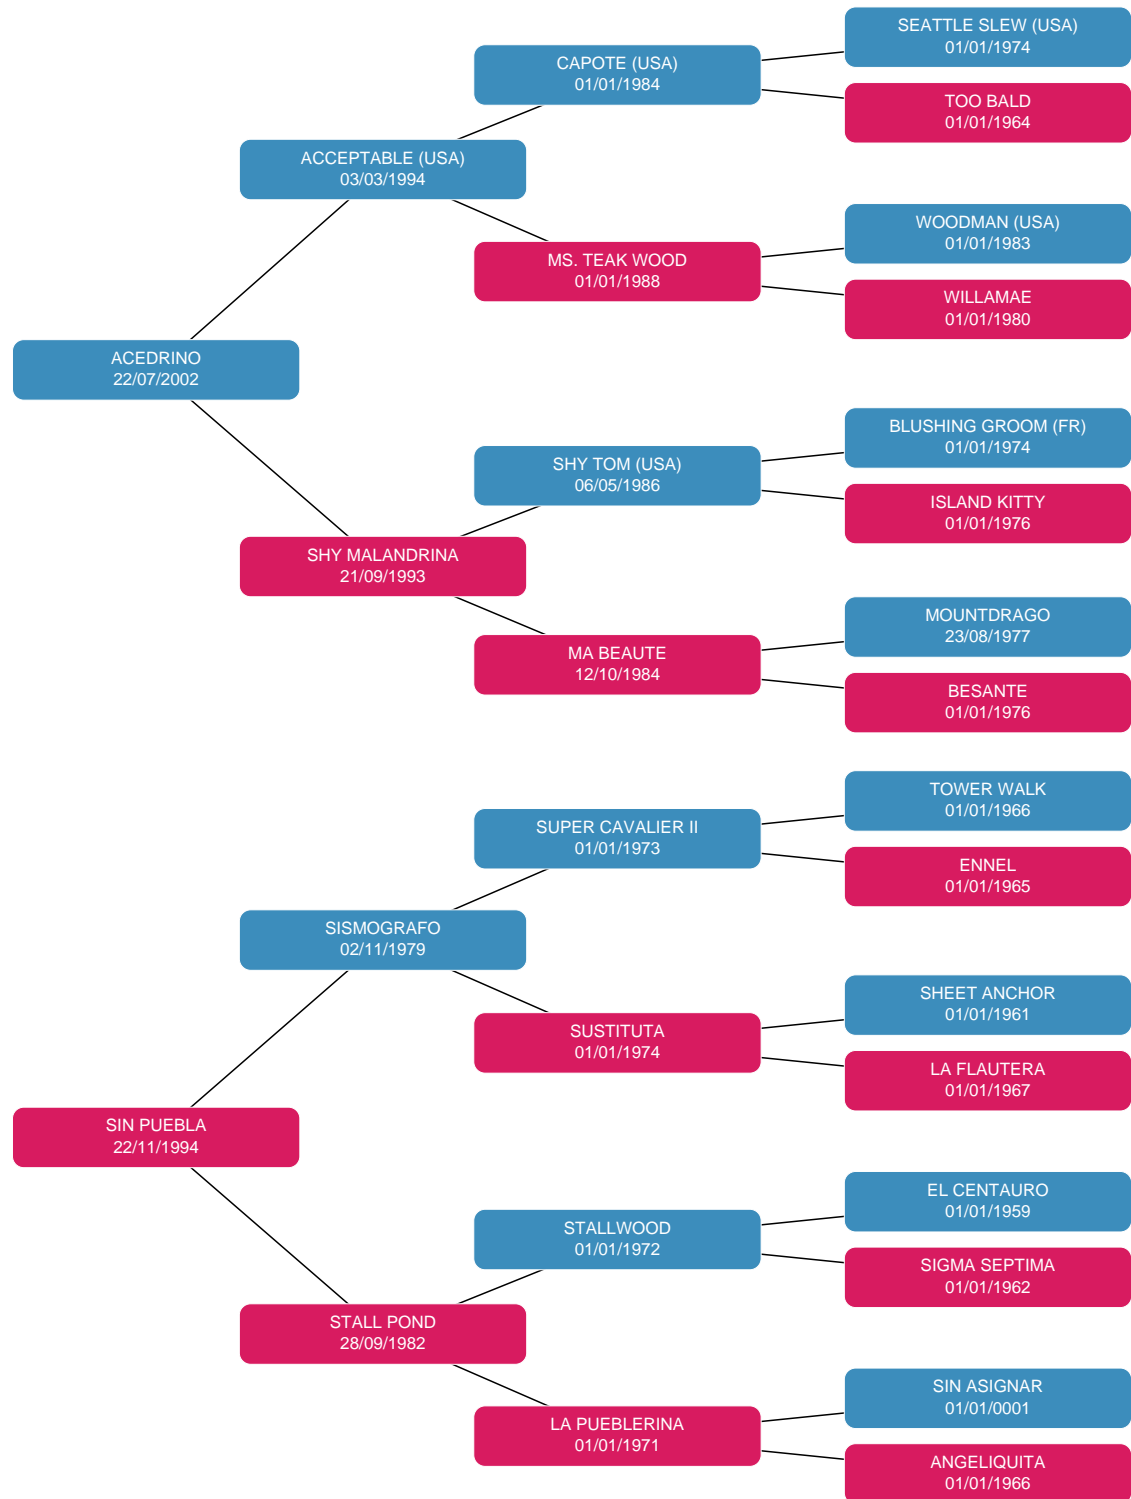 SEATTLE SLEW (USA)
01/01/1974
CAPOTE (USA)
01/01/1984
TOO BALD
01/01/1964
ACCEPTABLE (USA)
03/03/1994
WOODMAN (USA)
01/01/1983
MS. TEAK WOOD
01/01/1988
WILLAMAE
01/01/1980
ACEDRINO
22/07/2002
BLUSHING GROOM (FR)
01/01/1974
SHY TOM (USA)
06/05/1986
ISLAND KITTY
01/01/1976
SHY MALANDRINA
21/09/1993
MOUNTDRAGO
23/08/1977
MA BEAUTE
12/10/1984
BESANTE
01/01/1976
TOWER WALK
01/01/1966
SUPER CAVALIER II
01/01/1973
ENNEL
01/01/1965
SISMOGRAFO
02/11/1979
SHEET ANCHOR
01/01/1961
SUSTITUTA
01/01/1974
LA FLAUTERA
01/01/1967
SIN PUEBLA
22/11/1994
EL CENTAURO
01/01/1959
STALLWOOD
01/01/1972
SIGMA SEPTIMA
01/01/1962
STALL POND
28/09/1982
SIN ASIGNAR
01/01/0001
LA PUEBLERINA
01/01/1971
ANGELIQUITA
01/01/1966